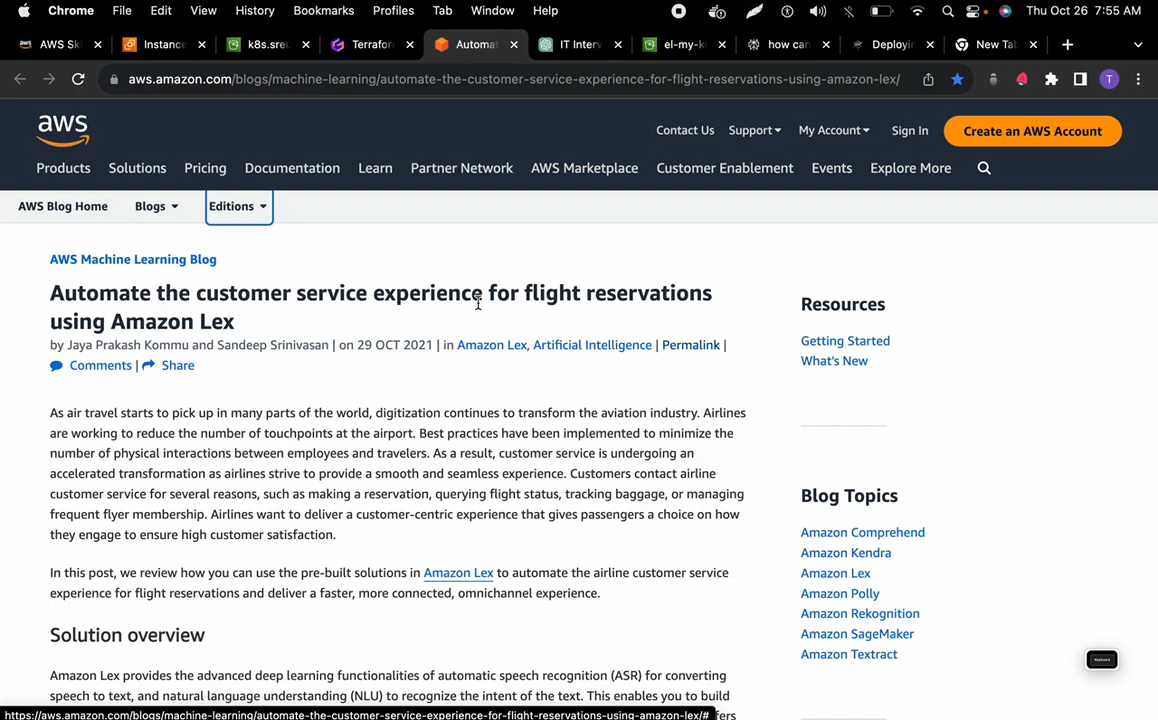 Chrome File Edit View History Bookmarks Profiles Tab Window Help Thu Oct 26 7:55 AM
aws AWS Sk Instance k8s.sre Terrafor Automat IT Interv el-my-k how can Deployin New Tab
aws.amazon.com/blogs/machine-learning/automate-the-customer-service-experience-for-flight-reservations-using-amazon-lex/ T
aws
Contact Us Support My Account Sign In Create an AWS Account
Products Solutions Pricing Documentation Learn Partner Network AWS Marketplace Customer Enablement Events Explore More
AWS Blog Home Blogs Editions
AWS Machine Learning Blog
Automate the customer service experience for flight reservations
using Amazon Lex
by Jaya Prakash Kommu and Sandeep Srinivasan | on 29 OCT 2021 | in Amazon Lex, Artificial Intelligence | Permalink |
Comments | Share
As air travel starts to pick up in many parts of the world, digitization continues to transform the aviation industry. Airlines
are working to reduce the number of touchpoints at the airport. Best practices have been implemented to minimize the
number of physical interactions between employees and travelers. As a result, customer service is undergoing an
accelerated transformation as airlines strive to provide a smooth and seamless experience. Customers contact airline
customer service for several reasons, such as making a reservation, querying flight status, tracking baggage, or managing
frequent flyer membership. Airlines want to deliver a customer-centric experience that gives passengers a choice on how
they engage to ensure high customer satisfaction.
In this post, we review how you can use the pre-built solutions in Amazon Lex to automate the airline customer service
experience for flight reservations and deliver a faster, more connected, omnichannel experience.
Solution overview
Amazon Lex provides the advanced deep learning functionalities of automatic speech recognition (ASR) for converting
speech to text, and natural language understanding (NLU) to recognize the intent of the text. This enables you to build
https://aws.amazon.com/blogs/machine-learning/automate-the-customer-service-experience-for-flight-reservations-using-amazon-lex/# fers
Resources
Getting Started
What's New
Blog Topics
Amazon Comprehend
Amazon Kendra
Amazon Lex
Amazon Polly
Amazon Rekognition
Amazon SageMaker
Amazon Textract